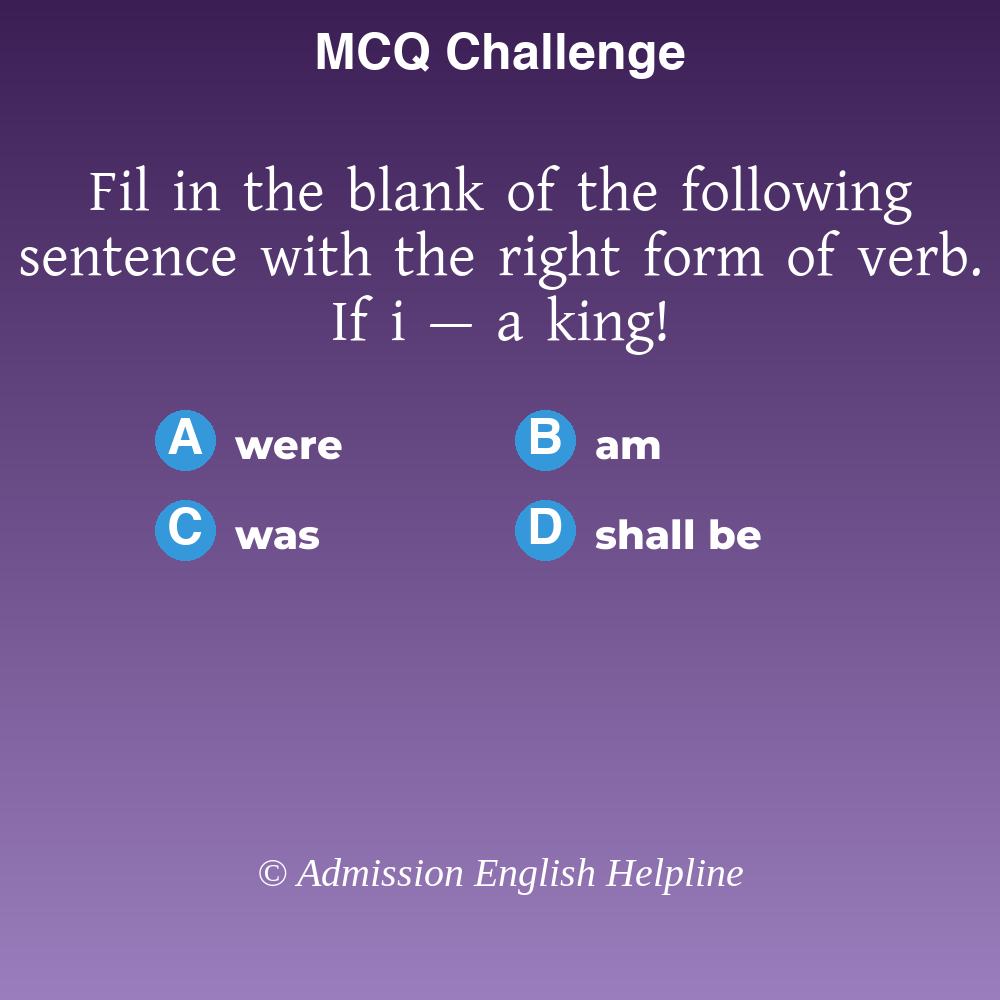 MCQ Challenge
Fil in the blank of the following
sentence with the right form of verb.
If i — a king!
A were
B am
C was
D shall be
© Admission English Helpline